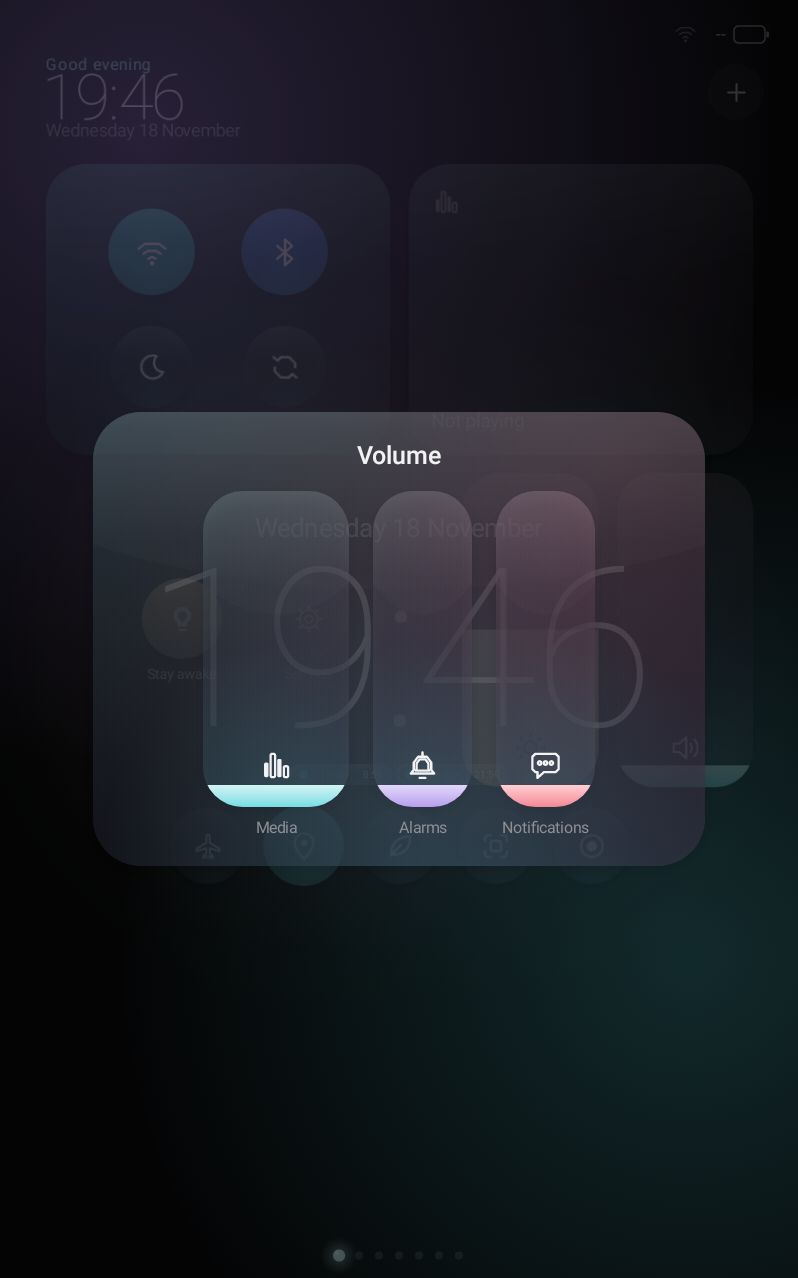 --
Good evening
19:46
Wednesday 18 November
Not playing
Volume
Wednesday 18 November
19:46
Stay awake
Media
Alarms
Notifications